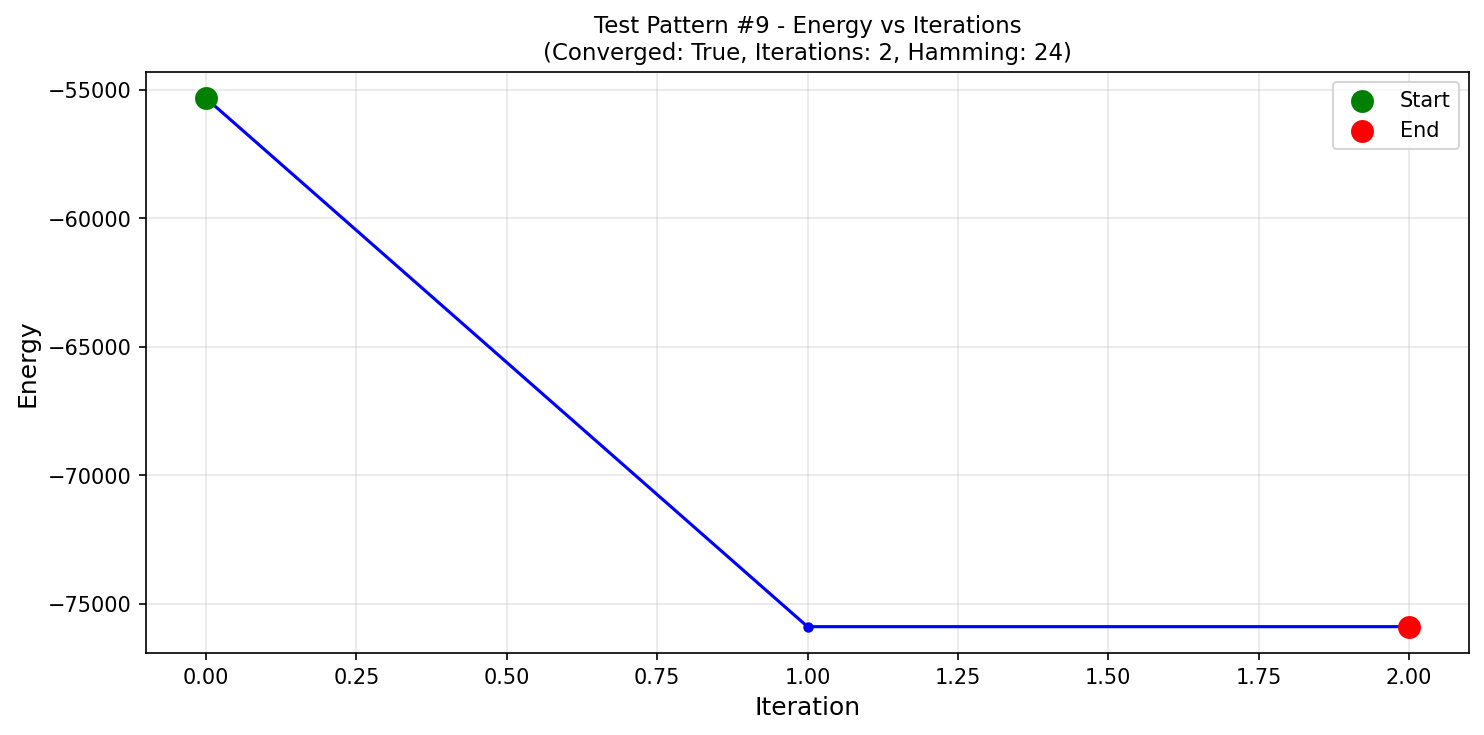 Test Pattern #9 - Energy vs Iterations
(Converged: True, Iterations: 2, Hamming: 24)
Start
End
Energy
−55000
−60000
−65000
−70000
−75000
0.00 0.25 0.50 0.75 1.00 1.25 1.50 1.75 2.00
Iteration